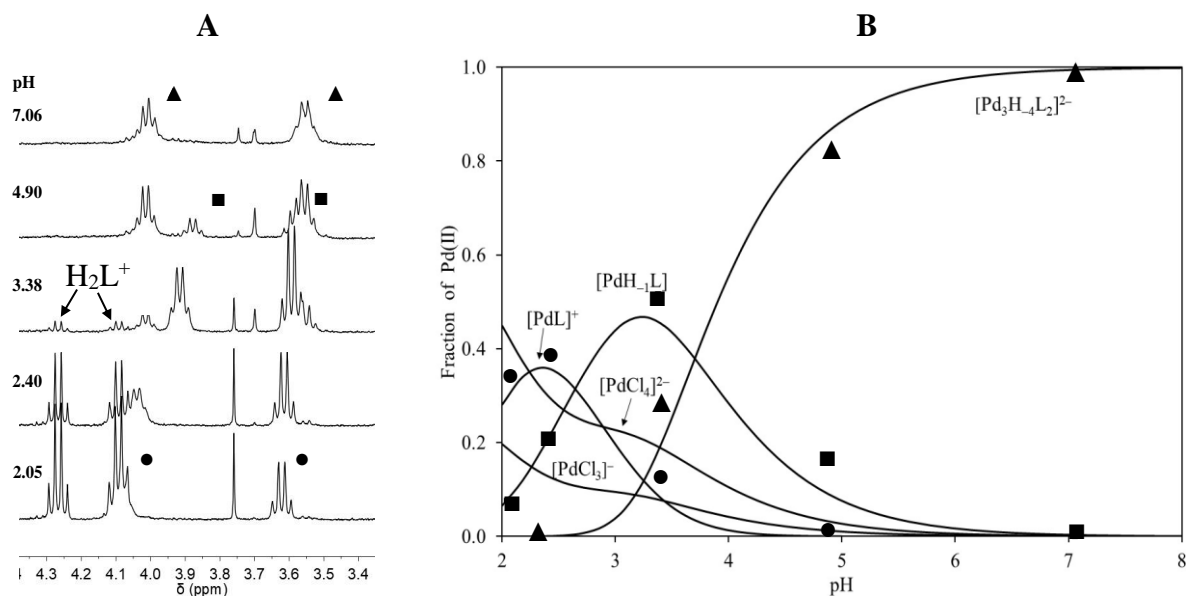 A
B
pH
7.06
4.90
3.38
H₂L⁺
2.40
2.05
4.3 4.2 4.1 4.0 3.9 3.8 3.7 3.6 3.5 3.4
δ (ppm)
Fraction of Pd(II)
1.0
0.8
0.6
0.4
0.2
0.0
[Pd₃H₋₄L₂]²⁻
[PdH₋₁L]
[PdL]⁺
[PdCl₄]²⁻
[PdCl₃]⁻
2 3 4 5 6 7 8
pH